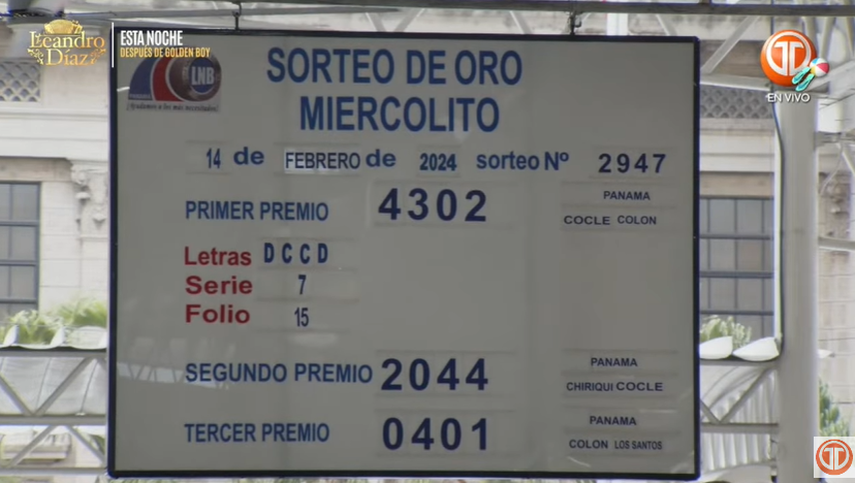 Leandro
Díaz
ESTA NOCHE
DESPUÉS DE GOLDEN BOY
EN VIVO
LNB
SORTEO DE ORO
MIERCOLITO
14 de FEBRERO de 2024 sorteo Nº 2947
PRIMER PREMIO 4302 PANAMA
COCLE COLON
Letras D C C D
Serie 7
Folio 15
SEGUNDO PREMIO 2044 PANAMA
CHIRIQUI COCLE
TERCER PREMIO 0401 PANAMA
COLON LOS SANTOS